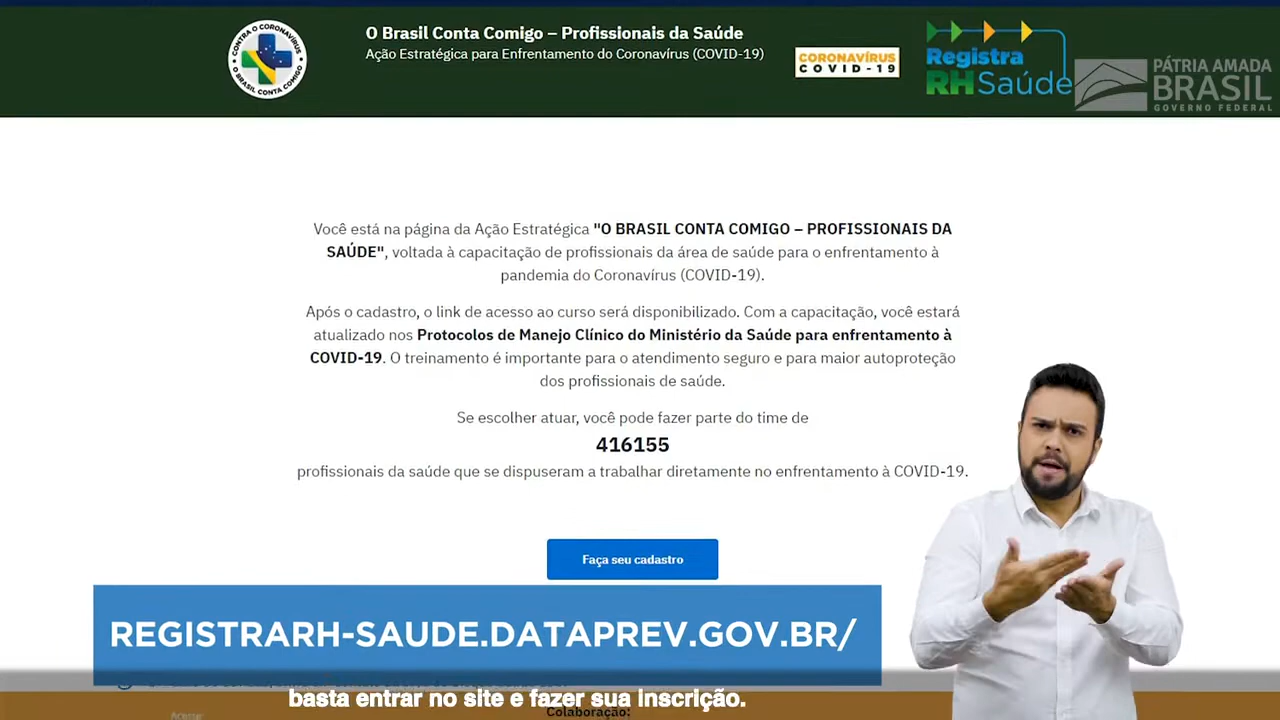 CONTRA O CORONAVÍRUS
O BRASIL CONTA COMIGO
O Brasil Conta Comigo – Profissionais da Saúde
Ação Estratégica para Enfrentamento do Coronavírus (COVID-19)
CORONAVÍRUS
COVID-19
Registra
RHSaúde
PÁTRIA AMADA
BRASIL
GOVERNO FEDERAL
Você está na página da Ação Estratégica "O BRASIL CONTA COMIGO – PROFISSIONAIS DA
SAÚDE", voltada à capacitação de profissionais da área de saúde para o enfrentamento à
pandemia do Coronavírus (COVID-19).
Após o cadastro, o link de acesso ao curso será disponibilizado. Com a capacitação, você estará
atualizado nos Protocolos de Manejo Clínico do Ministério da Saúde para enfrentamento à
COVID-19. O treinamento é importante para o atendimento seguro e para maior autoproteção
dos profissionais de saúde.
Se escolher atuar, você pode fazer parte do time de
416155
profissionais da saúde que se dispuseram a trabalhar diretamente no enfrentamento à COVID-19.
Faça seu cadastro
REGISTRARH-SAUDE.DATAPREV.GOV.BR/
basta entrar no site e fazer sua inscrição.
Colaboração: